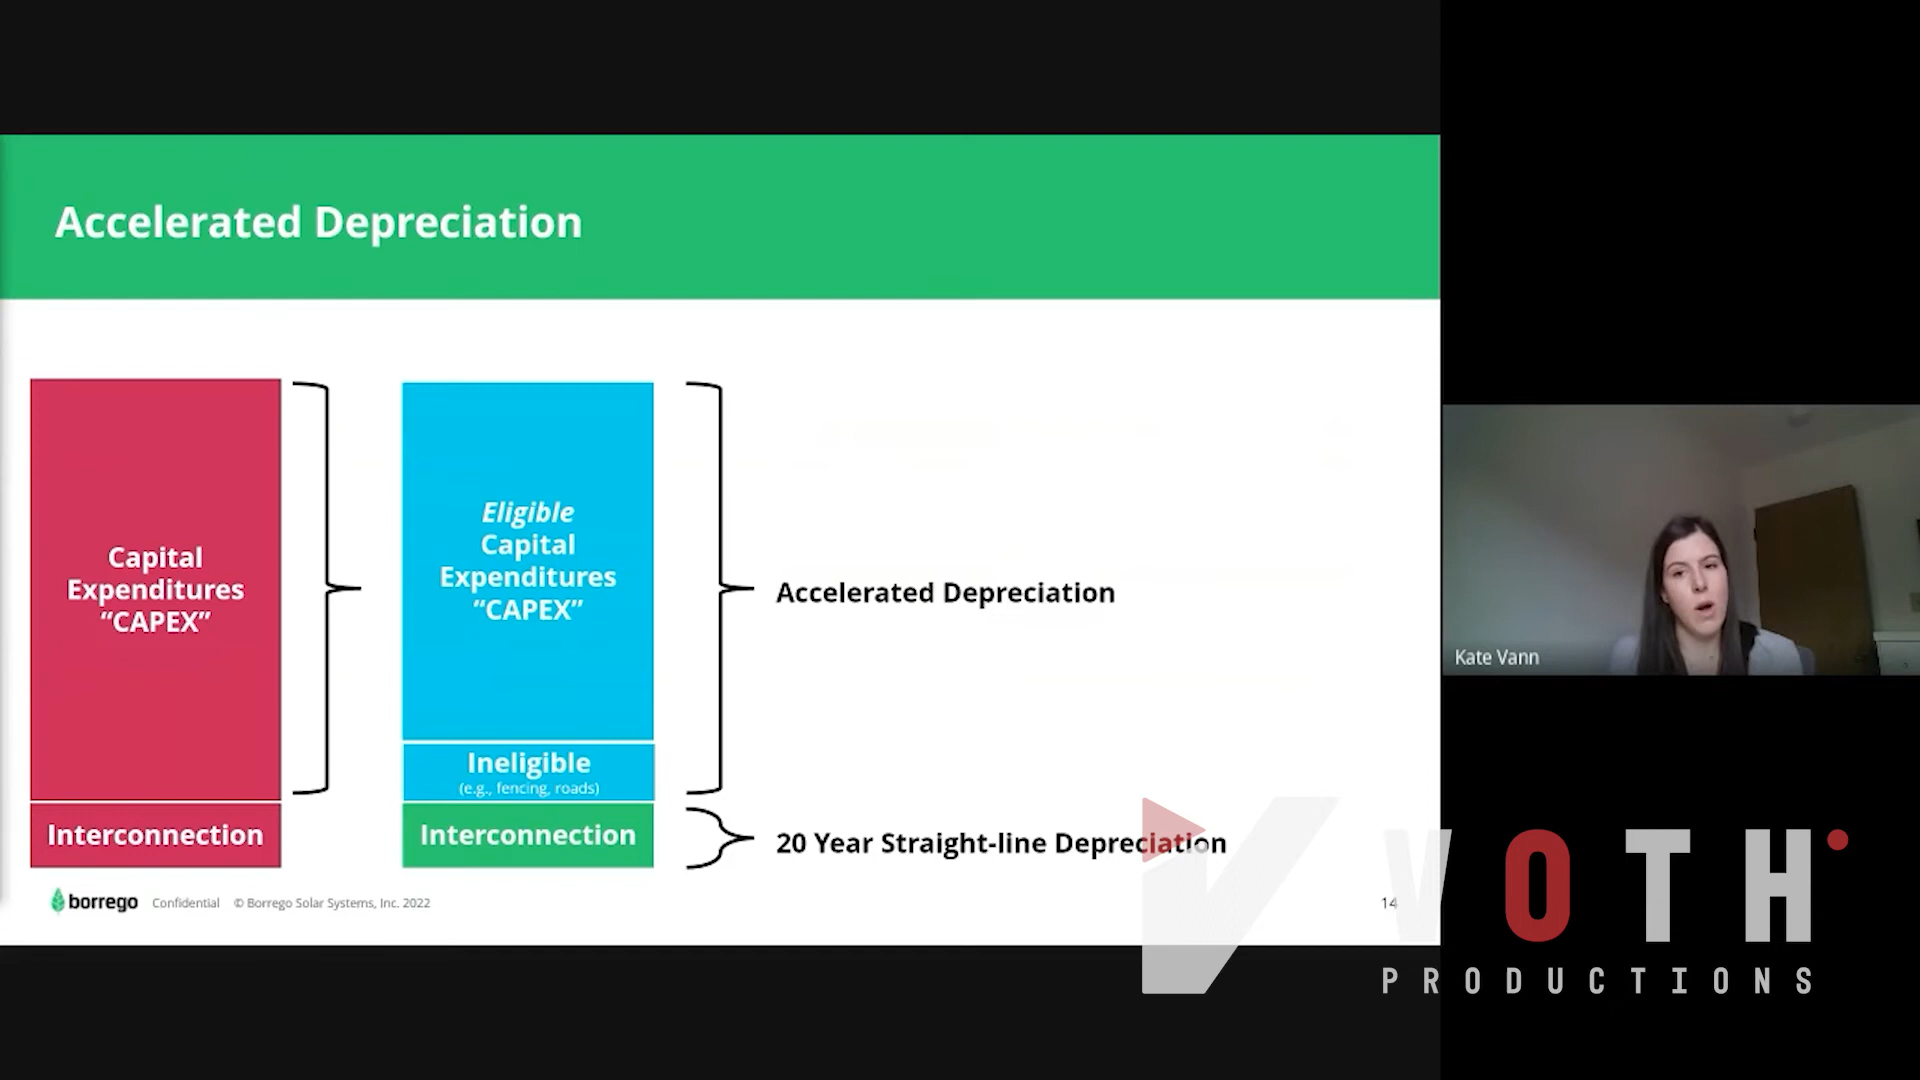 Accelerated Depreciation
Capital
Expenditures
“CAPEX”
Interconnection
Eligible
Capital
Expenditures
“CAPEX”
Ineligible
(e.g., fencing, roads)
Interconnection
Accelerated Depreciation
20 Year Straight-line Depreciation
borrego Confidential © Borrego Solar Systems, Inc. 2022
14
Kate Vann
VOTH
PRODUCTIONS